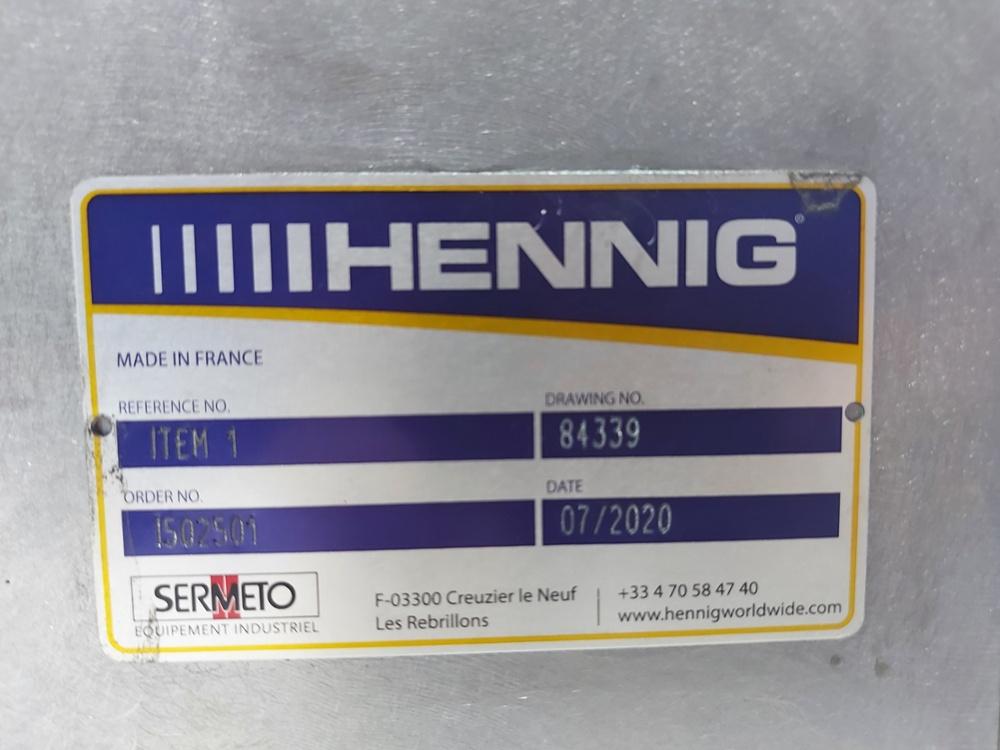 HENNIG®
MADE IN FRANCE
REFERENCE NO.
ITEM 1
DRAWING NO.
84339
ORDER NO.
I502501
DATE
07/2020
SERMETO
EQUIPEMENT INDUSTRIEL
F-03300 Creuzier le Neuf
Les Rebrillons
+33 4 70 58 47 40
www.hennigworldwide.com